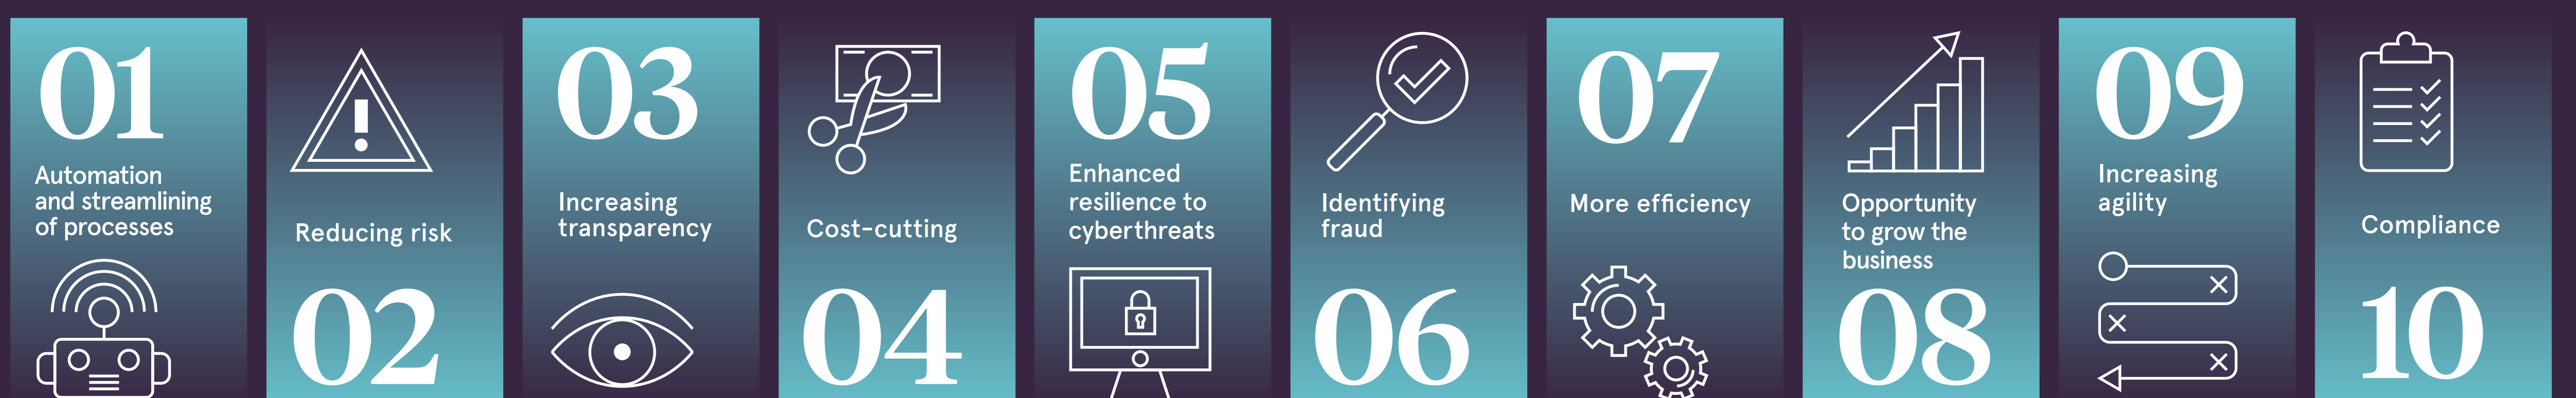 01
Automation
and streamlining
of processes
Reducing risk
02
03
Increasing
transparency
Cost-cutting
04
05
Enhanced
resilience to
cyberthreats
Identifying
fraud
06
07
More efficiency
Opportunity
to grow the
business
08
09
Increasing
agility
Compliance
10